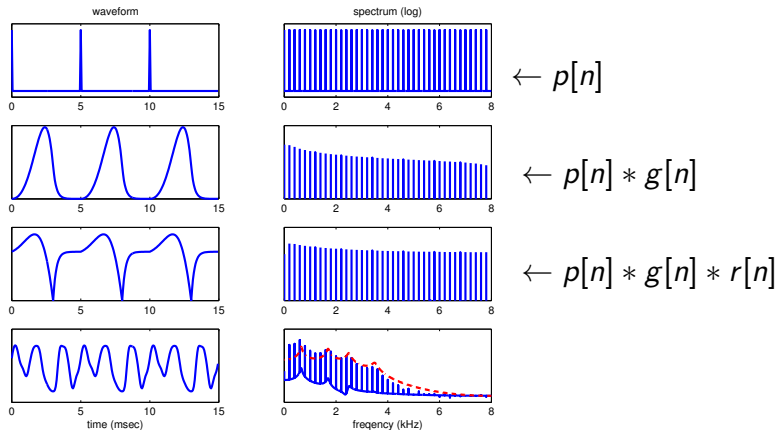 waveform
spectrum (log)
0 5 10 15
0 2 4 6 8
← p[n]
0 5 10 15
0 2 4 6 8
← p[n] ∗ g[n]
0 5 10 15
0 2 4 6 8
← p[n] ∗ g[n] ∗ r[n]
0 5 10 15
0 2 4 6 8
time (msec)
freqency (kHz)